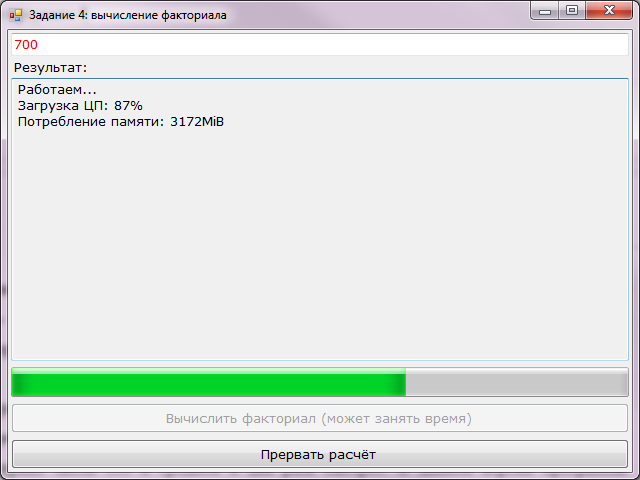 Задание 4: вычисление факториала
700
Результат:
Работаем...
Загрузка ЦП: 87%
Потребление памяти: 3172MiB
Вычислить факториал (может занять время)
Прервать расчёт